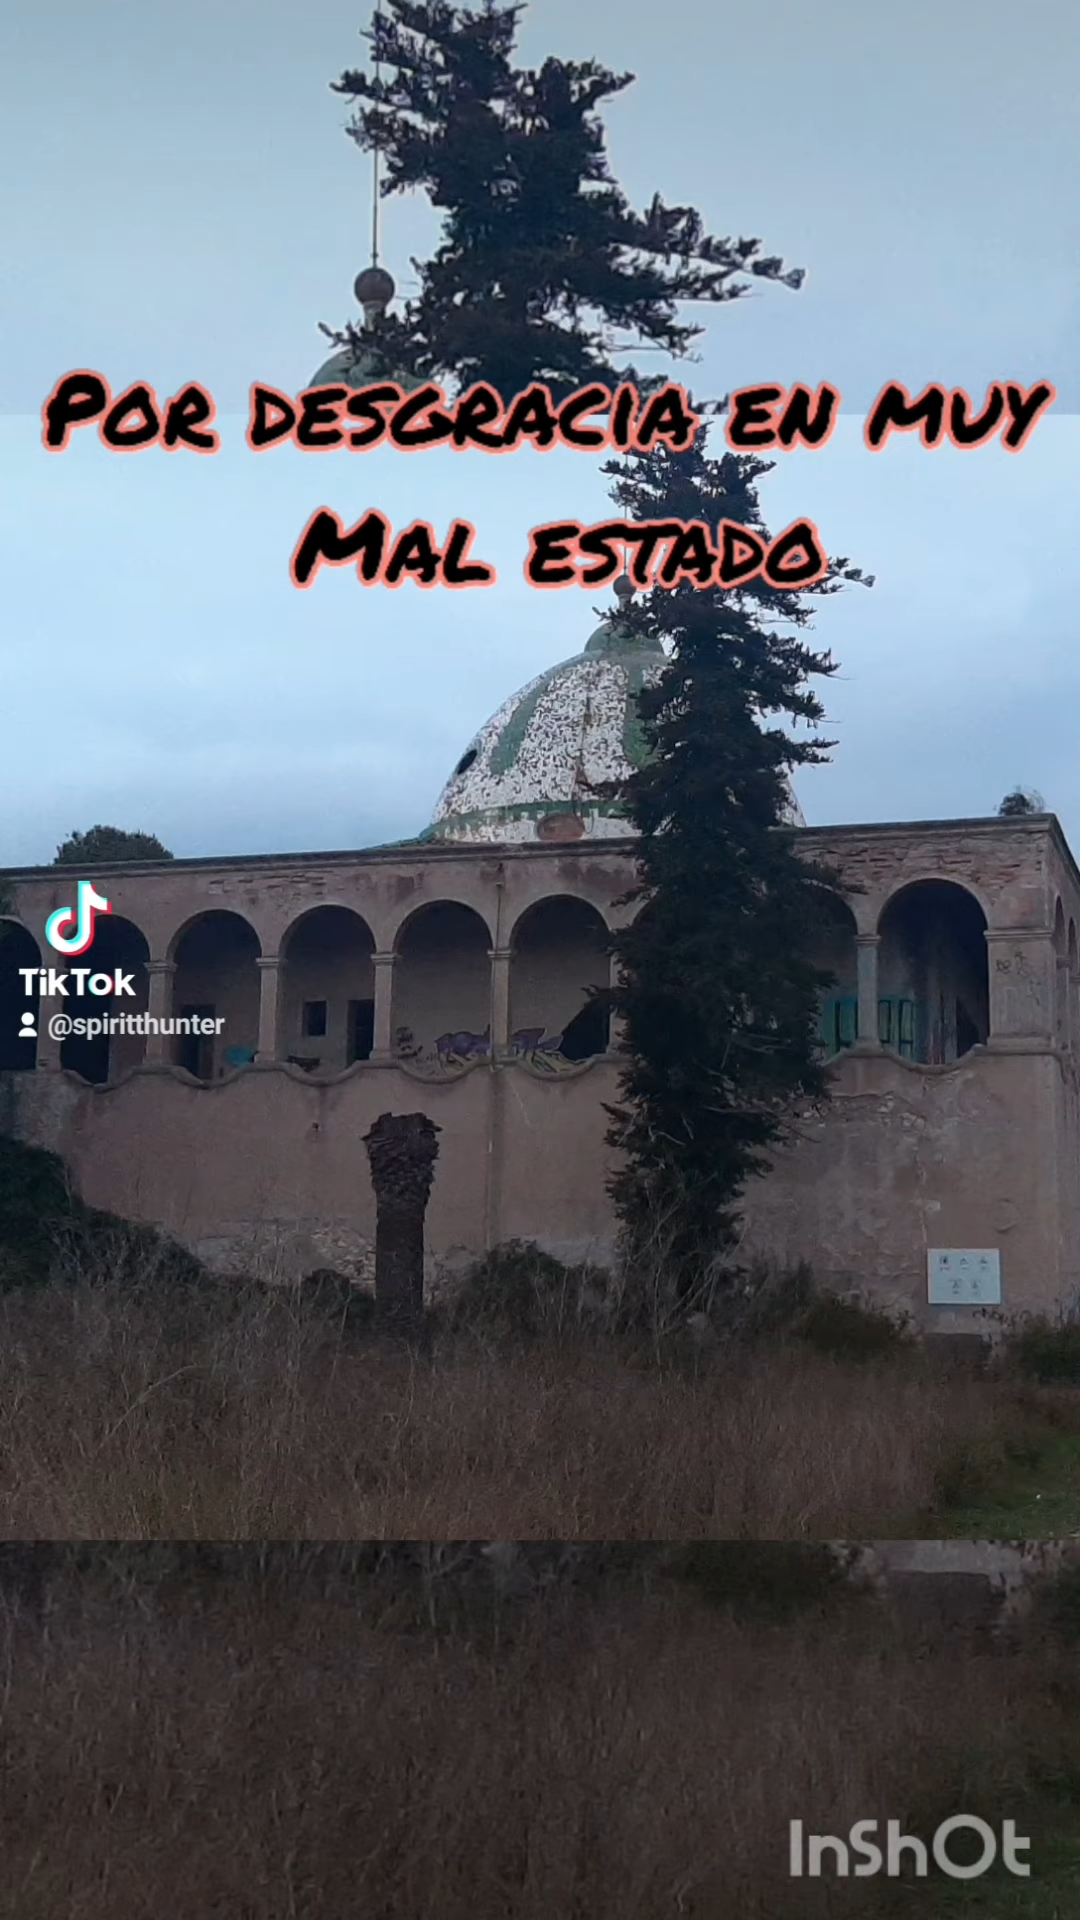 Por desgracia en muy
Mal estado
TikTok
@spiritthunter
InShOt